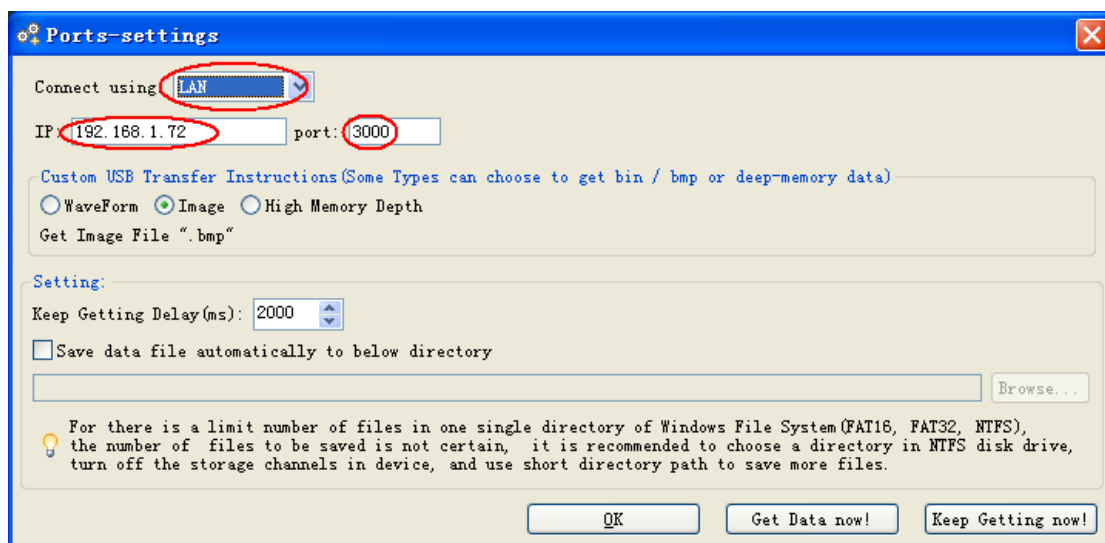 Ports-settings
Connect using: LAN
IP: 192.168.1.72 port: 3000
Custom USB Transfer Instructions(Some Types can choose to get bin / bmp or deep-memory data)
WaveForm Image High Memory Depth
Get Image File ".bmp"
Setting:
Keep Getting Delay(ms): 2000
Save data file automatically to below directory
Browse...
For there is a limit number of files in one single directory of Windows File System(FAT16, FAT32, NTFS),
the number of files to be saved is not certain, it is recommended to choose a directory in NTFS disk drive,
turn off the storage channels in device, and use short directory path to save more files.
OK Get Data now! Keep Getting now!